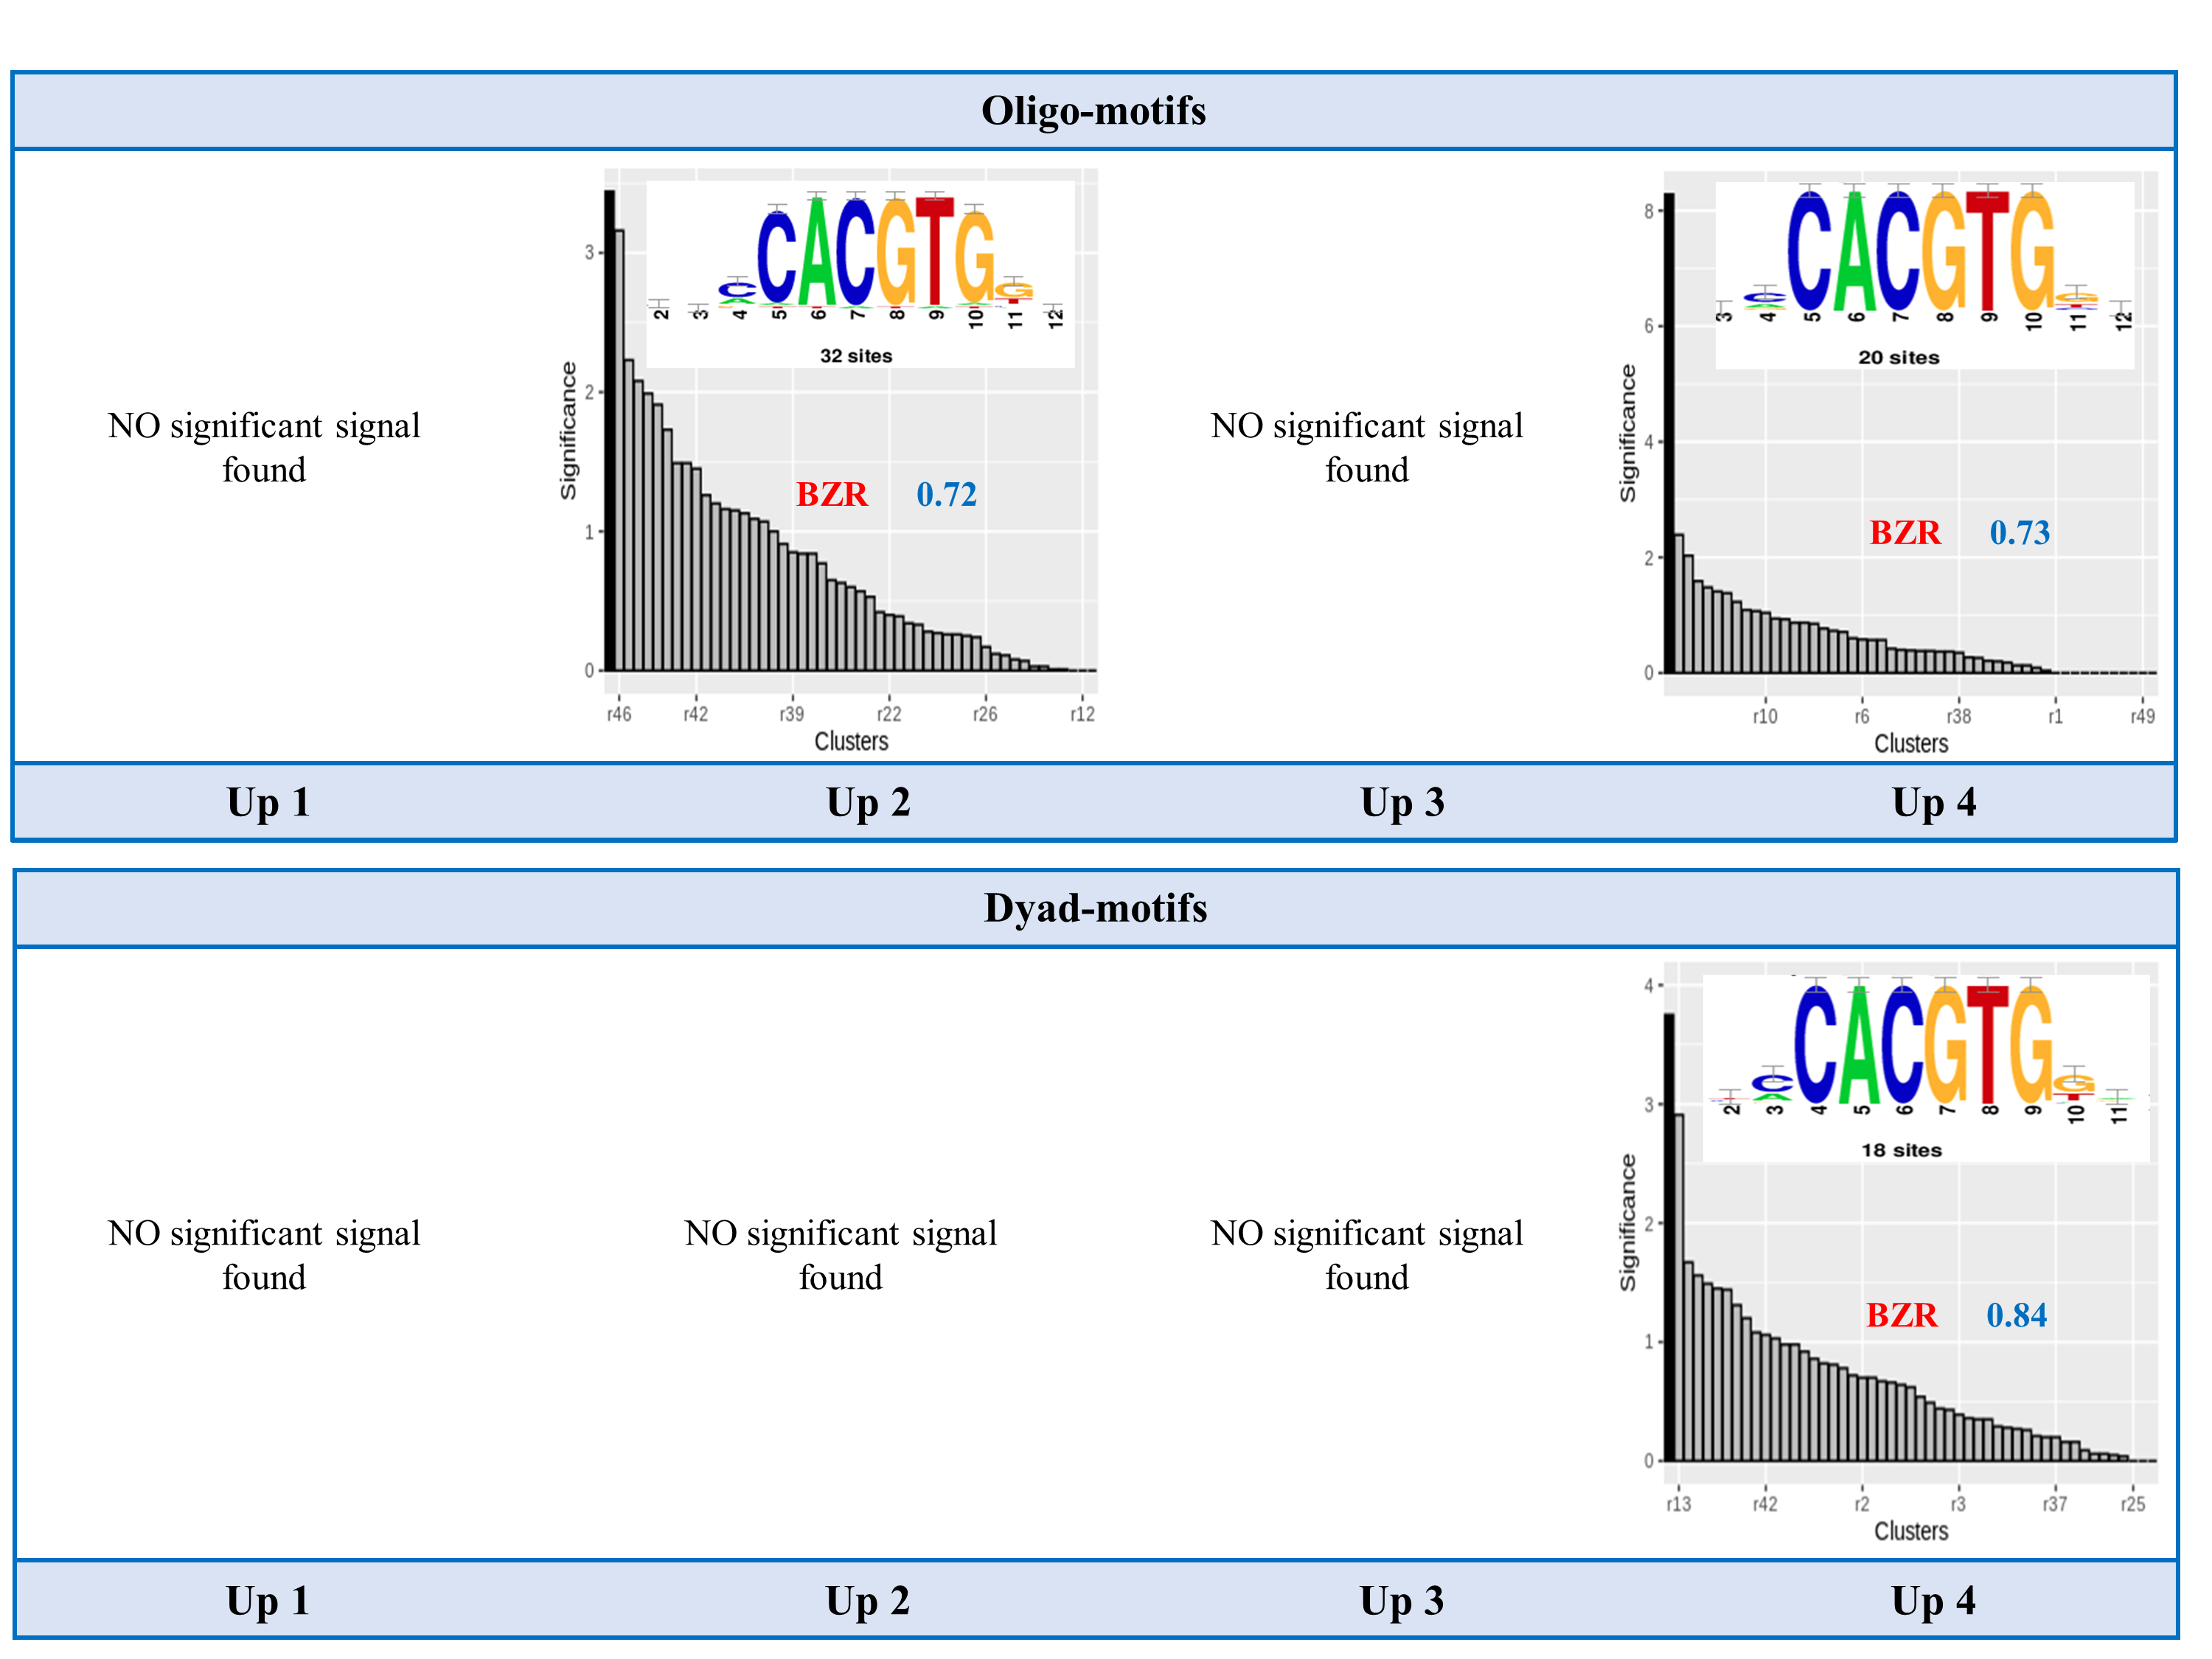 Oligo-motifs
NO significant signal
found
Significance
3
2
1
0
CACGTG
2 3 4 5 6 7 8 9 10 11 12
32 sites
BZR 0.72
r46 r42 r39 r22 r26 r12
Clusters
NO significant signal
found
Significance
8
6
4
2
0
CACGTG
3 4 5 6 7 8 9 10 11 12
20 sites
BZR 0.73
r10 r6 r38 r1 r49
Clusters
Up 1 Up 2 Up 3 Up 4
Dyad-motifs
NO significant signal
found
NO significant signal
found
NO significant signal
found
Significance
4
3
2
1
0
CACGTG
2 3 4 5 6 7 8 9 10 11
18 sites
BZR 0.84
r13 r42 r2 r3 r37 r25
Clusters
Up 1 Up 2 Up 3 Up 4